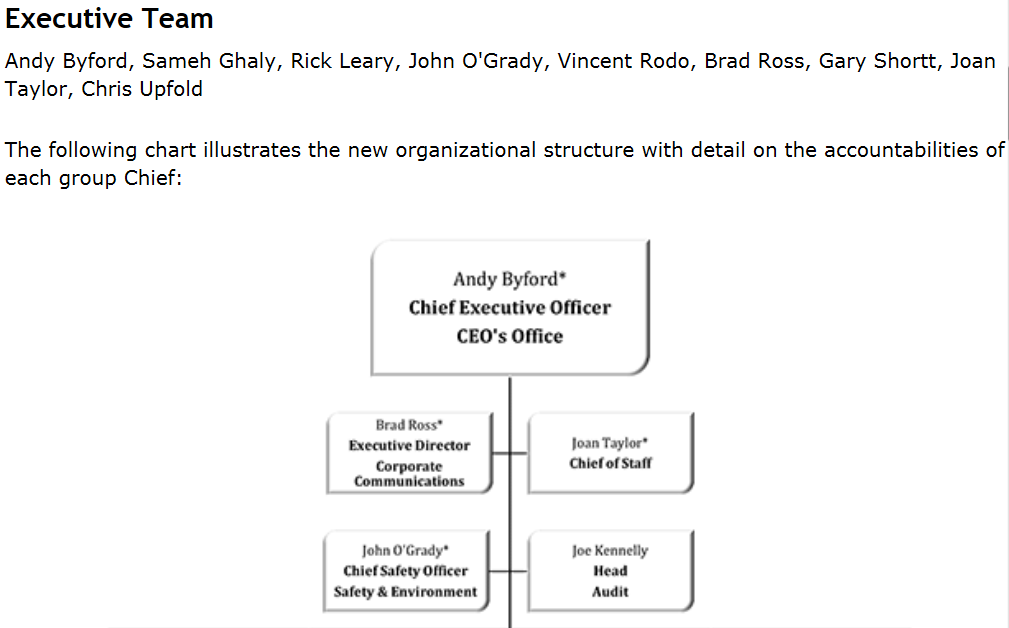 Executive Team
Andy Byford, Sameh Ghaly, Rick Leary, John O'Grady, Vincent Rodo, Brad Ross, Gary Shortt, Joan
Taylor, Chris Upfold
The following chart illustrates the new organizational structure with detail on the accountabilities of
each group Chief:
Andy Byford*
Chief Executive Officer
CEO's Office
Brad Ross*
Executive Director
Corporate
Communications
Joan Taylor*
Chief of Staff
John O'Grady*
Chief Safety Officer
Safety & Environment
Joe Kennelly
Head
Audit